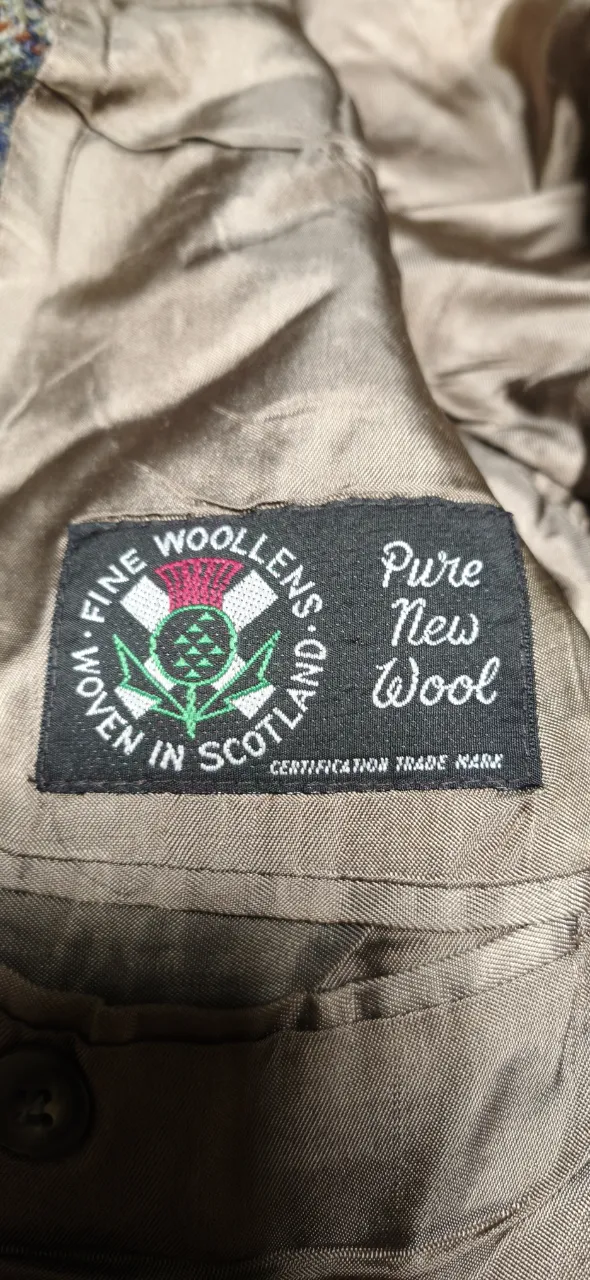 · FINE WOOLLENS ·
WOVEN IN SCOTLAND
Pure
New
Wool
CERTIFICATION TRADE MARK